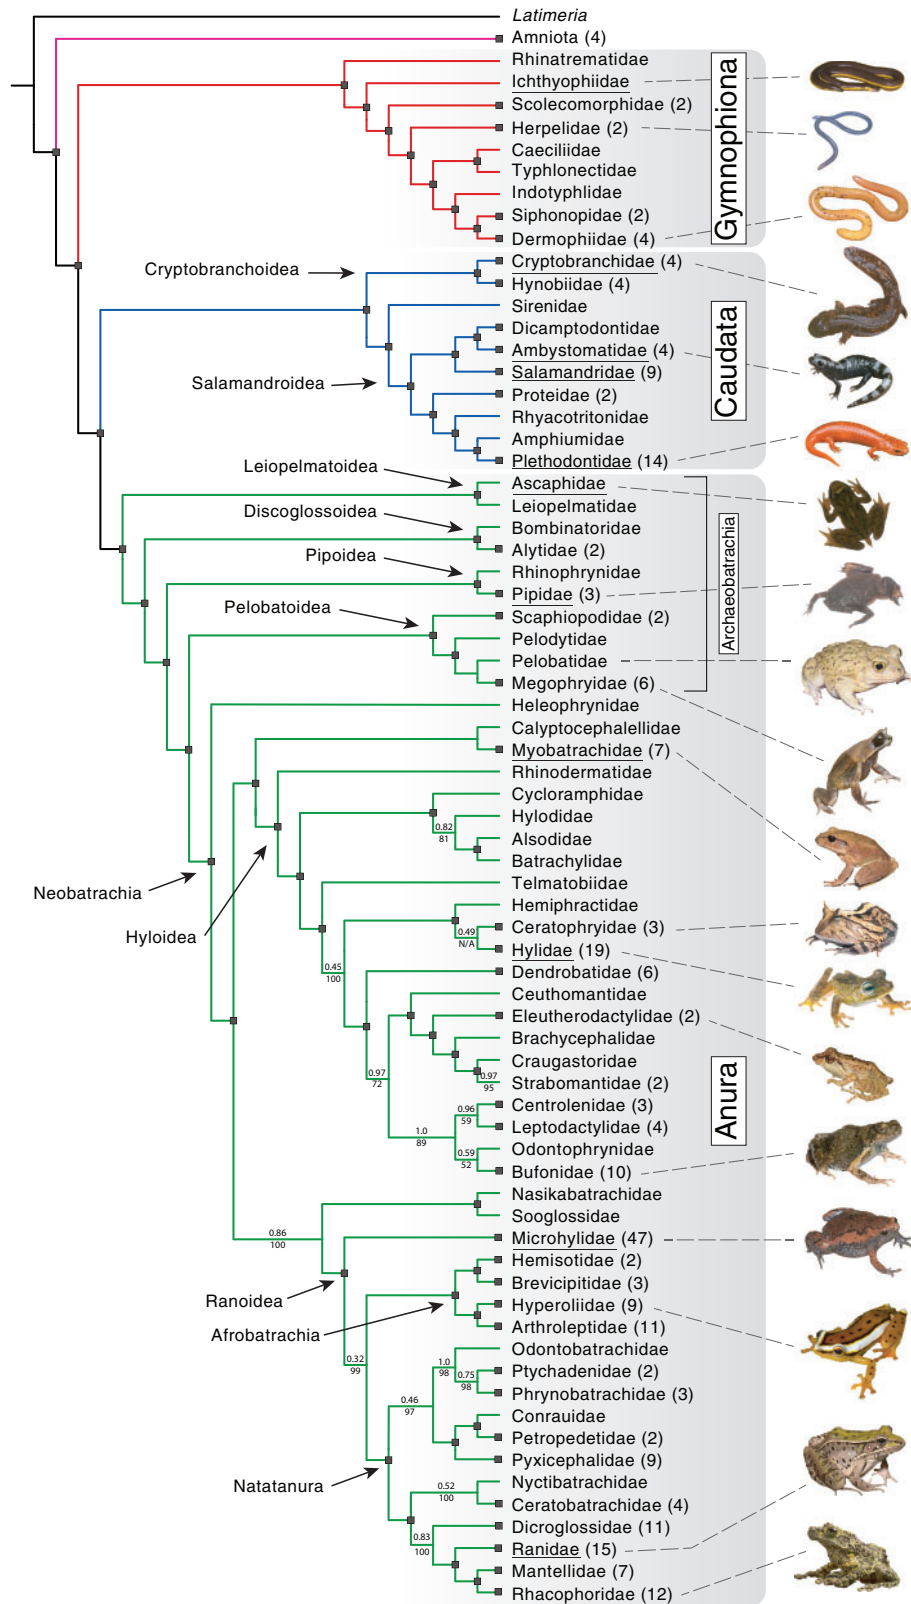 Latimeria
Amniota (4)
Rhinatrematidae
Ichthyophiidae
Scolecomorphidae (2)
Herpelidae (2)
Caeciliidae
Typhlonectidae
Indotyphlidae
Siphonopidae (2)
Dermophiidae (4)
Gymnophiona
Cryptobranchoidea
Cryptobranchidae (4)
Hynobiidae (4)
Sirenidae
Dicamptodontidae
Ambystomatidae (4)
Salamandridae (9)
Salamandroidea
Proteidae (2)
Rhyacotritonidae
Amphiumidae
Plethodontidae (14)
Caudata
Leiopelmatoidea
Ascaphidae
Leiopelmatidae
Discoglossoidea
Bombinatoridae
Alytidae (2)
Pipoidea
Rhinophrynidae
Pipidae (3)
Pelobatoidea
Scaphiopodidae (2)
Pelodytidae
Pelobatidae
Megophryidae (6)
Archaeobatrachia
Heleophrynidae
Calyptocephalellidae
Myobatrachidae (7)
Rhinodermatidae
Cycloramphidae
Hylodidae
0.82
81
Alsodidae
Batrachylidae
Neobatrachia
Telmatobiidae
Hyloidea
Hemiphractidae
Ceratophryidae (3)
0.49
N/A
Hylidae (19)
0.45
100
Dendrobatidae (6)
Ceuthomantidae
Eleutherodactylidae (2)
Brachycephalidae
Craugastoridae
0.97
95
Strabomantidae (2)
0.97
72
Centrolenidae (3)
0.96
59
Leptodactylidae (4)
1.0
89
Odontophrynidae
0.59
52
Bufonidae (10)
Anura
Nasikabatrachidae
Sooglossidae
0.86
100
Microhylidae (47)
Ranoidea
Hemisotidae (2)
Brevicipitidae (3)
Afrobatrachia
Hyperoliidae (9)
Arthroleptidae (11)
0.32
99
Odontobatrachidae
1.0
98
Ptychadenidae (2)
0.75
98
Phrynobatrachidae (3)
0.46
97
Conrauidae
Petropedetidae (2)
Pyxicephalidae (9)
Natatanura
Nyctibatrachidae
0.52
100
Ceratobatrachidae (4)
Dicroglossidae (11)
0.83
100
Ranidae (15)
Mantellidae (7)
Rhacophoridae (12)